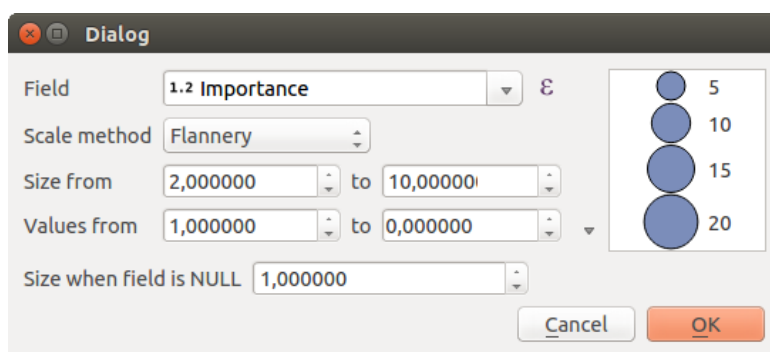 Dialog
Field 1.2 Importance ε
Scale method Flannery
Size from 2,000000 to 10,00000
Values from 1,000000 to 0,000000
Size when field is NULL 1,000000
5
10
15
20
Cancel OK